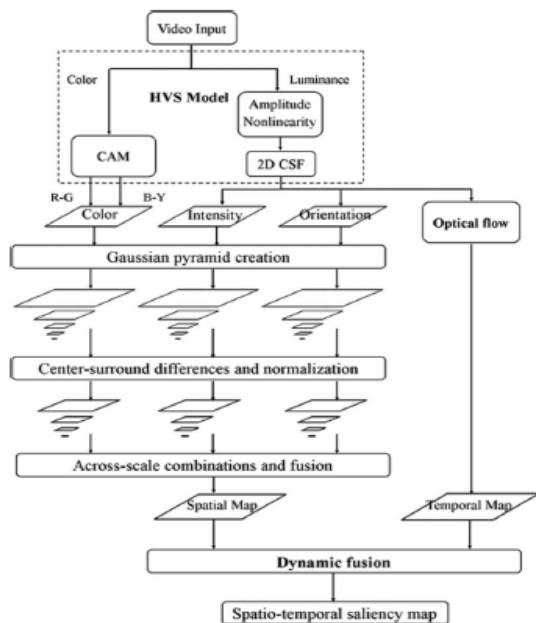 Video Input
Color
Luminance
HVS Model
Amplitude
Nonlinearity
CAM
2D CSF
R-G
B-Y
Color
Intensity
Orientation
Optical flow
Gaussian pyramid creation
Center-surround differences and normalization
Across-scale combinations and fusion
Spatial Map
Temporal Map
Dynamic fusion
Spatio-temporal saliency map